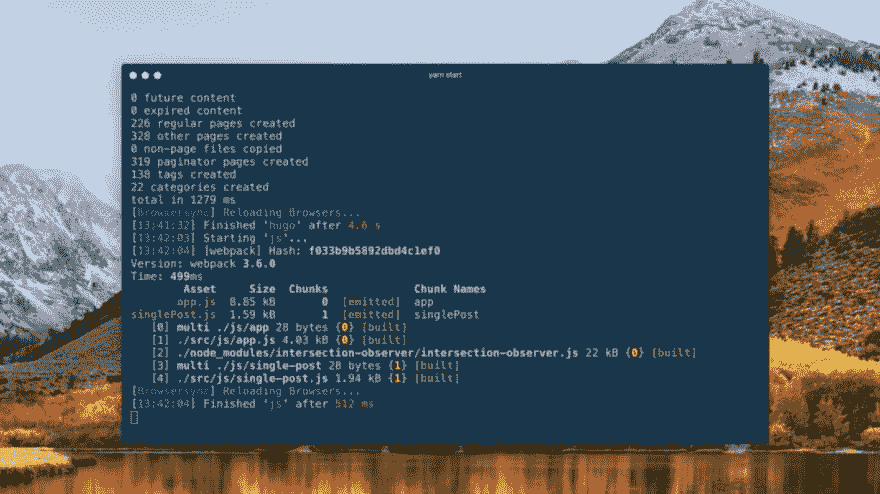 yarn start
0 future content
0 expired content
226 regular pages created
328 other pages created
0 non-page files copied
319 paginator pages created
138 tags created
22 categories created
total in 1279 ms
[Browsersync] Reloading Browsers...
[13:41:32] Finished 'hugo' after 4.6 s
[13:42:03] Starting 'js'...
[13:42:04] [webpack] Hash: f033b9b5892dbd4c1ef0
Version: webpack 3.6.0
Time: 499ms
Asset Size Chunks Chunk Names
app.js 8.85 kB 0 [emitted] app
singlePost.js 1.59 kB 1 [emitted] singlePost
[0] multi ./js/app 28 bytes {0} [built]
[1] ./src/js/app.js 4.03 kB {0} [built]
[2] ./node_modules/intersection-observer/intersection-observer.js 22 kB {0} [built]
[3] multi ./js/single-post 28 bytes {1} [built]
[4] ./src/js/single-post.js 1.94 kB {1} [built]
[Browsersync] Reloading Browsers...
[13:42:04] Finished 'js' after 512 ms